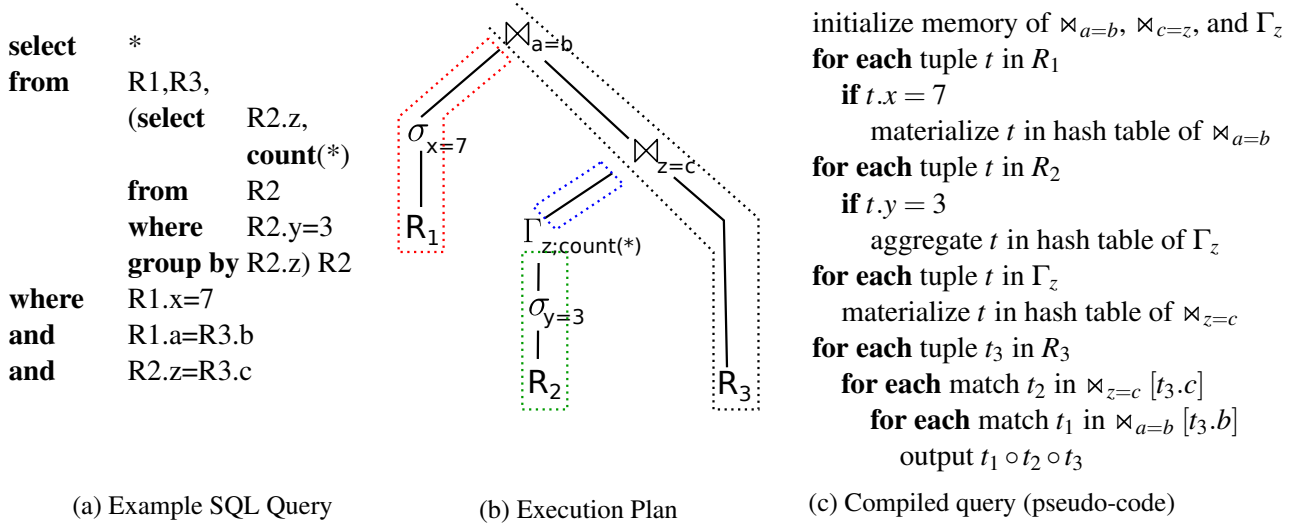 select *
from R1,R3,
(select R2.z,
count(*)
from R2
where R2.y=3
group by R2.z) R2
where R1.x=7
and R1.a=R3.b
and R2.z=R3.c
(a) Example SQL Query
⋈a=b
σx=7
R1
⋈z=c
Γz;count(*)
σy=3
R2
R3
(b) Execution Plan
initialize memory of ⋈a=b, ⋈c=z, and Γz
for each tuple t in R1
if t.x = 7
materialize t in hash table of ⋈a=b
for each tuple t in R2
if t.y = 3
aggregate t in hash table of Γz
for each tuple t in Γz
materialize t in hash table of ⋈z=c
for each tuple t3 in R3
for each match t2 in ⋈z=c [t3.c]
for each match t1 in ⋈a=b [t3.b]
output t1 ∘ t2 ∘ t3
(c) Compiled query (pseudo-code)